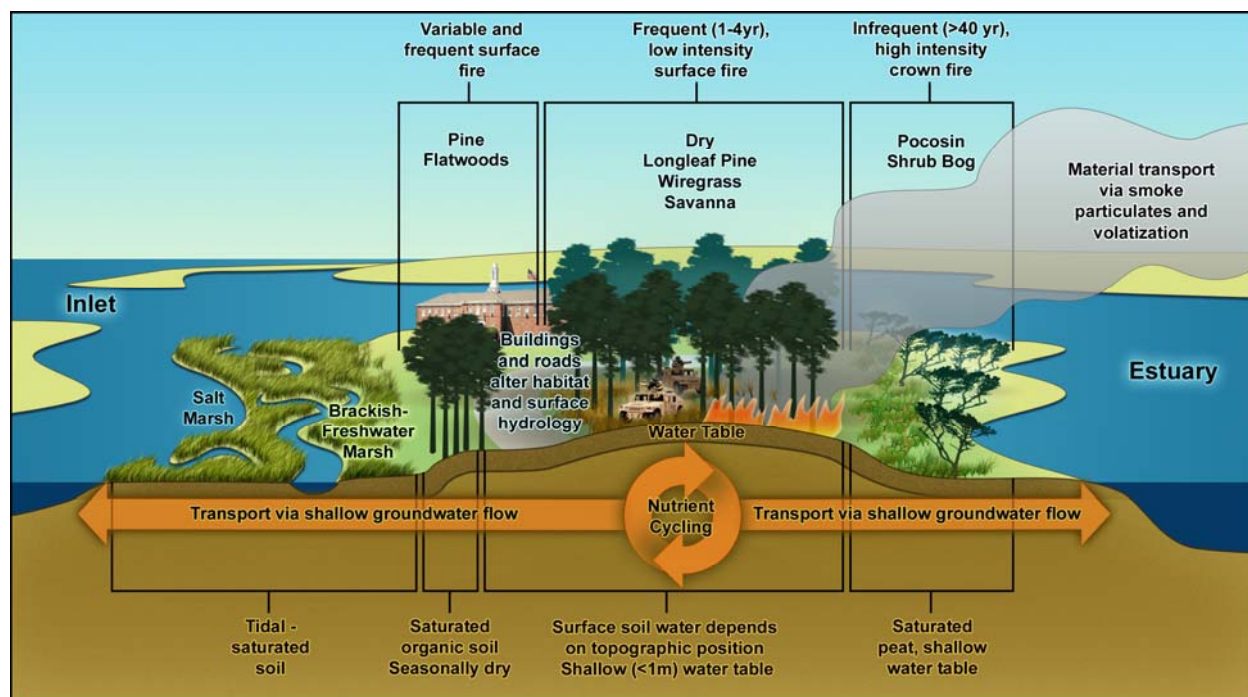 Variable and
frequent surface
fire
Frequent (1-4yr),
low intensity
surface fire
Infrequent (>40 yr),
high intensity
crown fire
Pine
Flatwoods
Dry
Longleaf Pine
Wiregrass
Savanna
Pocosin
Shrub Bog
Material transport
via smoke
particulates and
volatization
Inlet
Salt
Marsh
Brackish-
Freshwater
Marsh
Buildings
and roads
alter habitat
and surface
hydrology
Water Table
Estuary
Transport via shallow groundwater flow
Nutrient
Cycling
Transport via shallow groundwater flow
Tidal -
saturated
soil
Saturated
organic soil
Seasonally dry
Surface soil water depends
on topographic position
Shallow (<1m) water table
Saturated
peat, shallow
water table